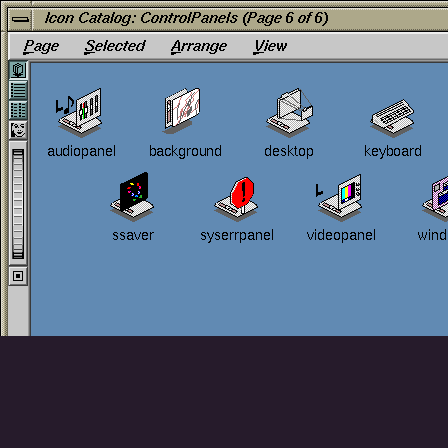 Icon Catalog: ControlPanels (Page 6 of 6)
Page Selected Arrange View
audiopanel background desktop keyboard
ssaver syserrpanel videopanel wind